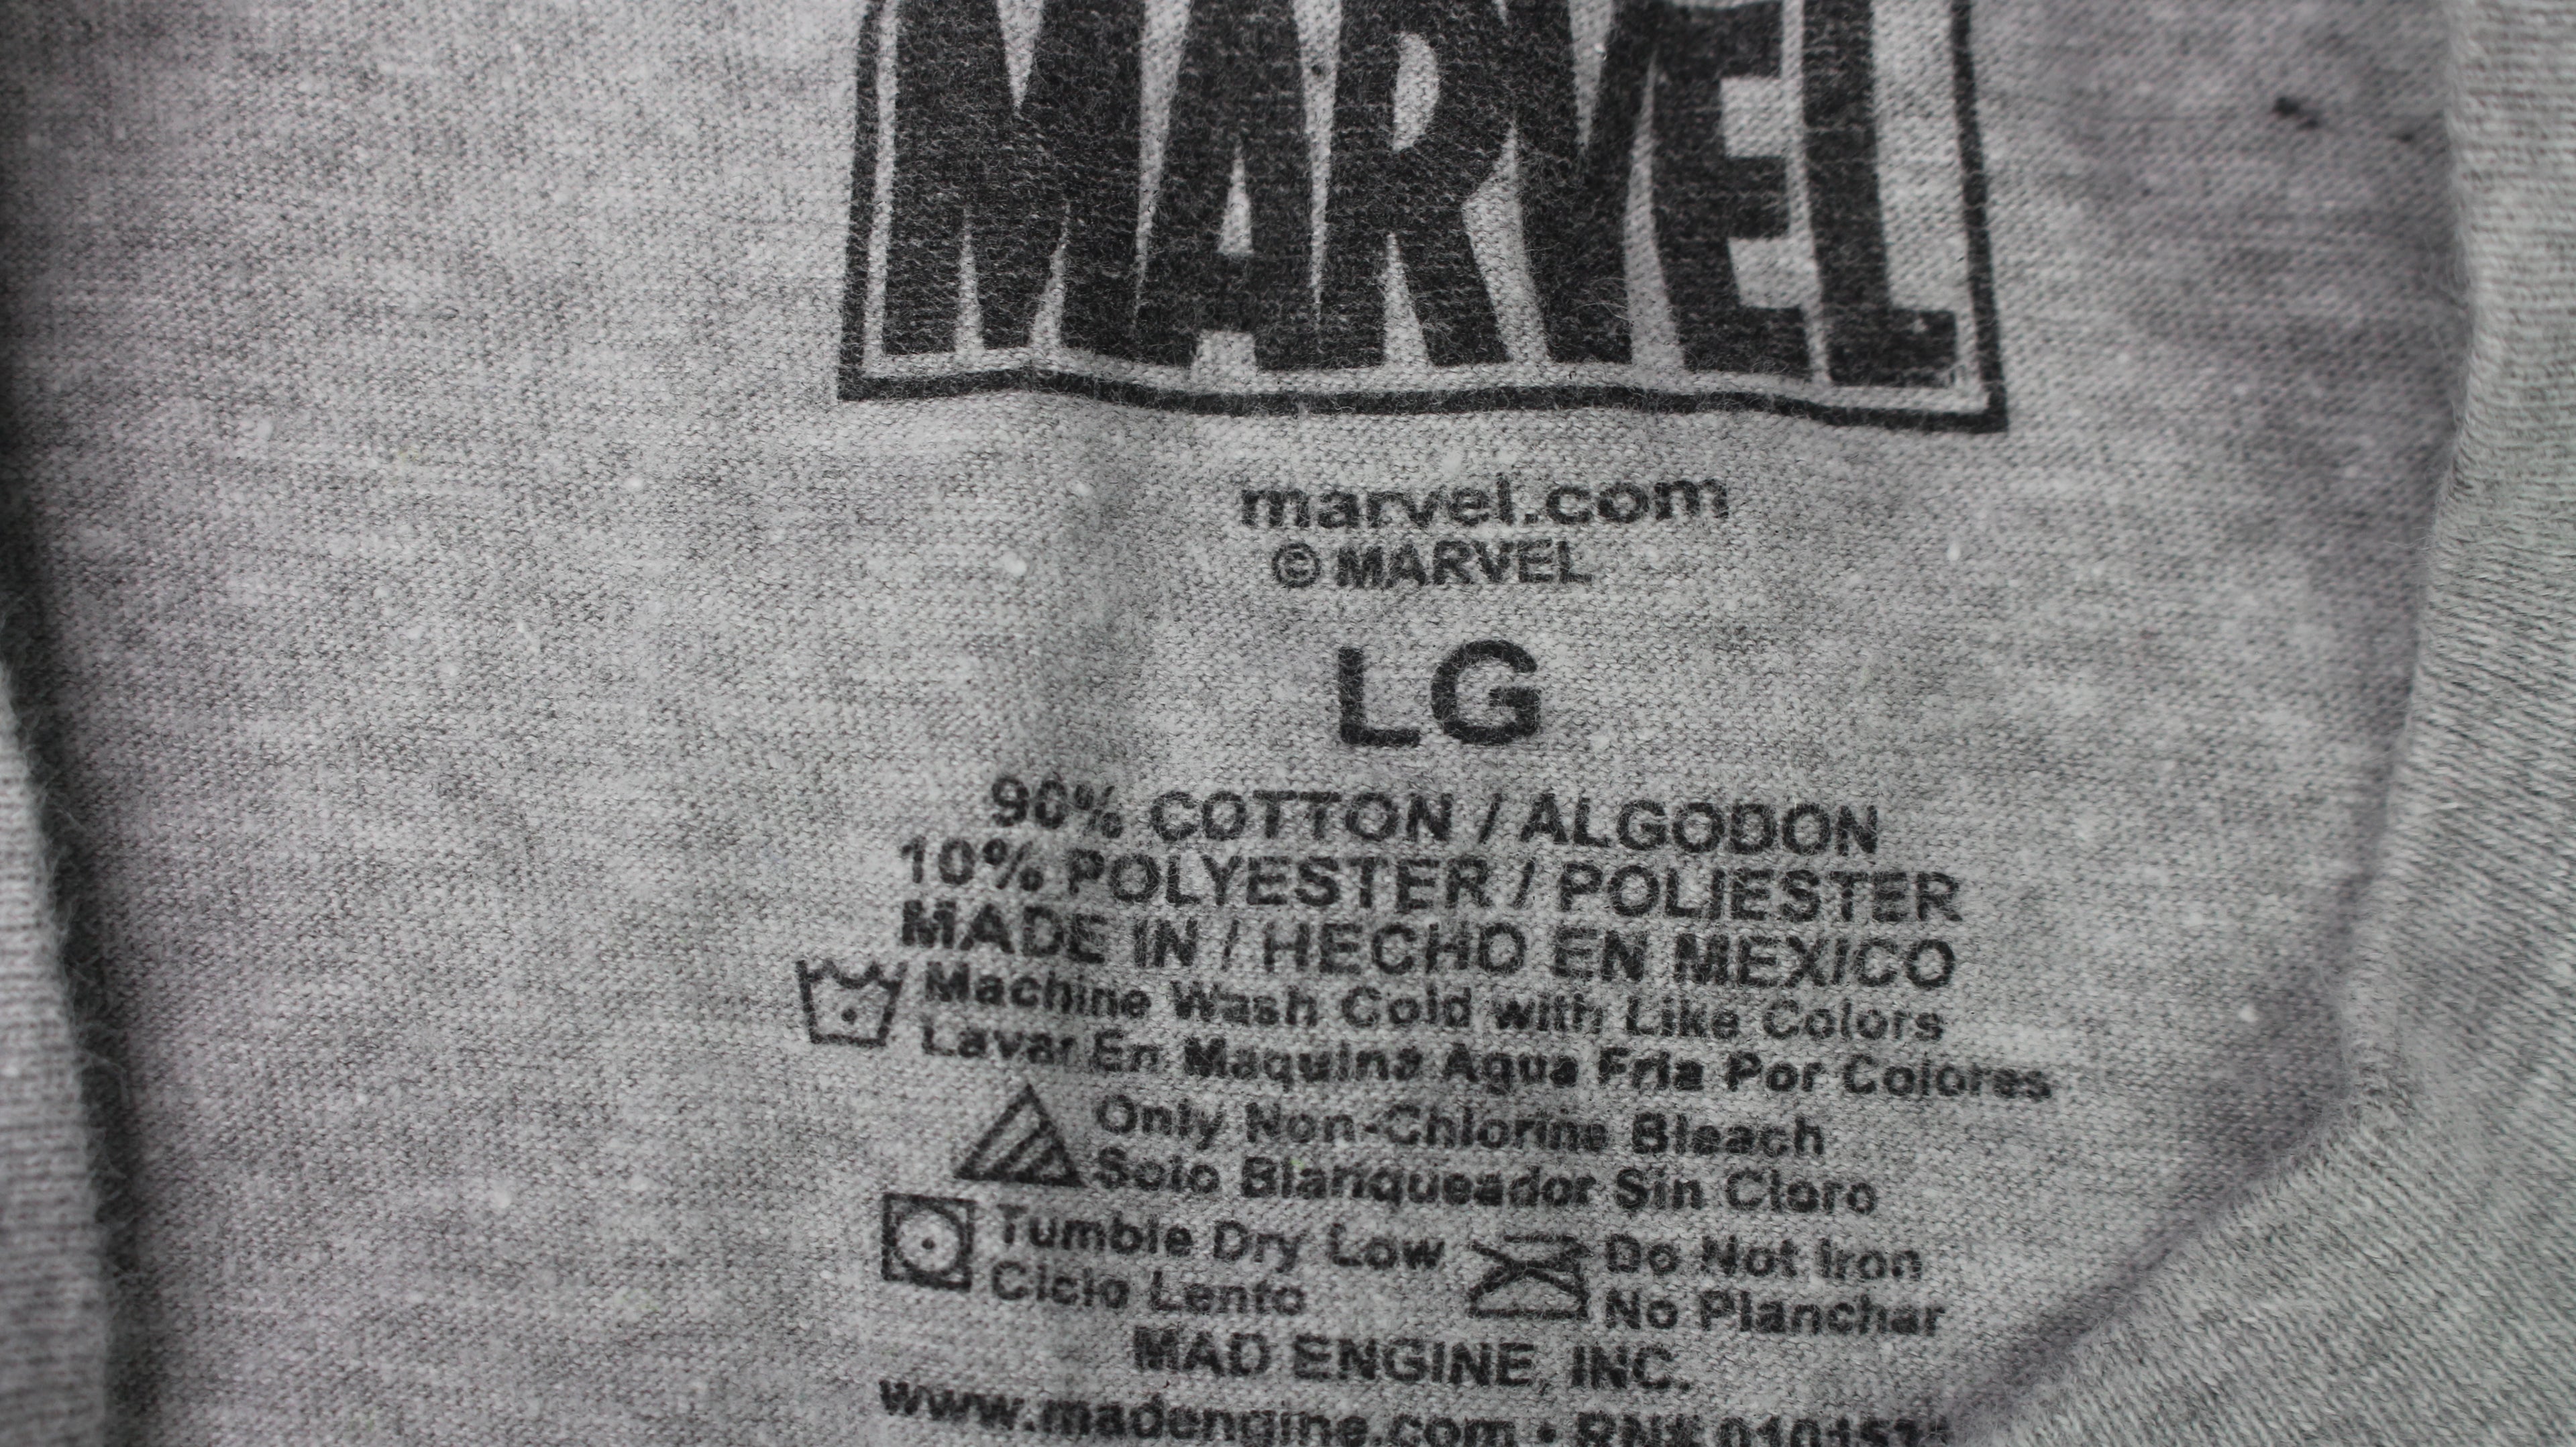 MARVEL
marvel.com
© MARVEL
LG
90% COTTON / ALGODON
10% POLYESTER / POLIESTER
MADE IN / HECHO EN MEXICO
Machine Wash Cold with Like Colors
Lavar En Maquina Agua Fria Por Colores
Only Non-Chlorine Bleach
Solo Blanqueador Sin Cloro
Tumble Dry Low
Ciclo Lento
Do Not Iron
No Planchar
MAD ENGINE, INC.
www.madengine.com • RN#